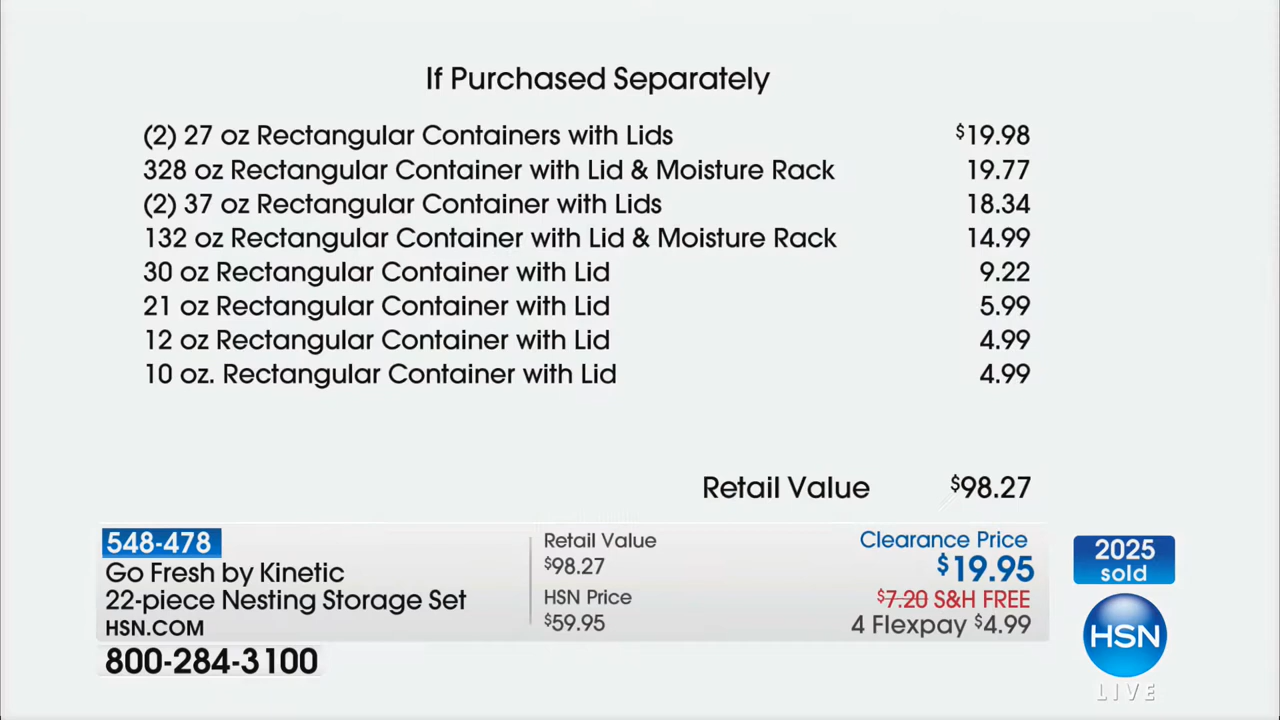 If Purchased Separately
(2) 27 oz Rectangular Containers with Lids $19.98
328 oz Rectangular Container with Lid & Moisture Rack 19.77
(2) 37 oz Rectangular Container with Lids 18.34
132 oz Rectangular Container with Lid & Moisture Rack 14.99
30 oz Rectangular Container with Lid 9.22
21 oz Rectangular Container with Lid 5.99
12 oz Rectangular Container with Lid 4.99
10 oz. Rectangular Container with Lid 4.99
Retail Value $98.27
548-478
Go Fresh by Kinetic
22-piece Nesting Storage Set
HSN.COM
800-284-3100
Retail Value
$98.27
HSN Price
$59.95
Clearance Price
$19.95
$7.20 S&H FREE
4 Flexpay $4.99
2025
sold
HSN
LIVE